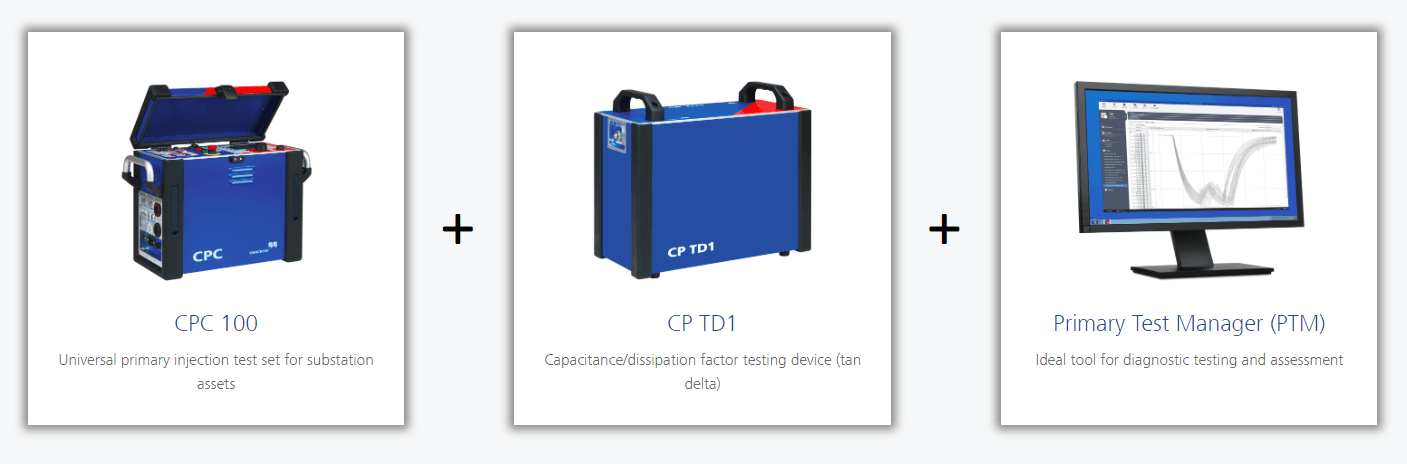 CPC
CP TD1
CPC 100
Universal primary injection test set for substation
assets
CP TD1
Capacitance/dissipation factor testing device (tan
delta)
Primary Test Manager (PTM)
Ideal tool for diagnostic testing and assessment